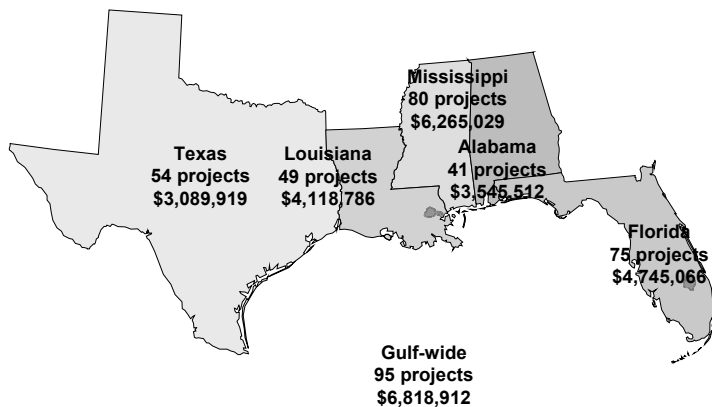 Mississippi
80 projects
$6,265,029
Texas
54 projects
$3,089,919
Louisiana
49 projects
$4,118,786
Alabama
41 projects
$3,545,512
Florida
75 projects
$4,745,066
Gulf-wide
95 projects
$6,818,912